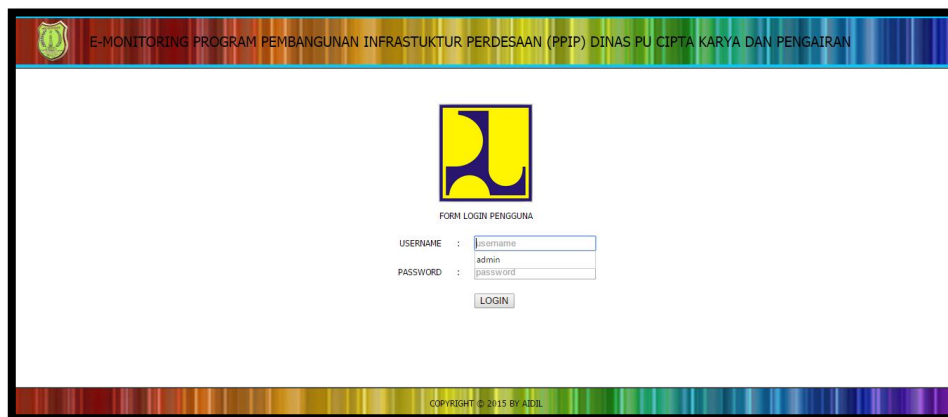 E-MONITORING PROGRAM PEMBANGUNAN INFRASTUKTUR PERDESAAN (PPIP) DINAS PU CIPTA KARYA DAN PENGAIRAN
FORM LOGIN PENGGUNA
USERNAME : username
admin
PASSWORD : password
LOGIN
COPYRIGHT © 2015 BY AIDIL